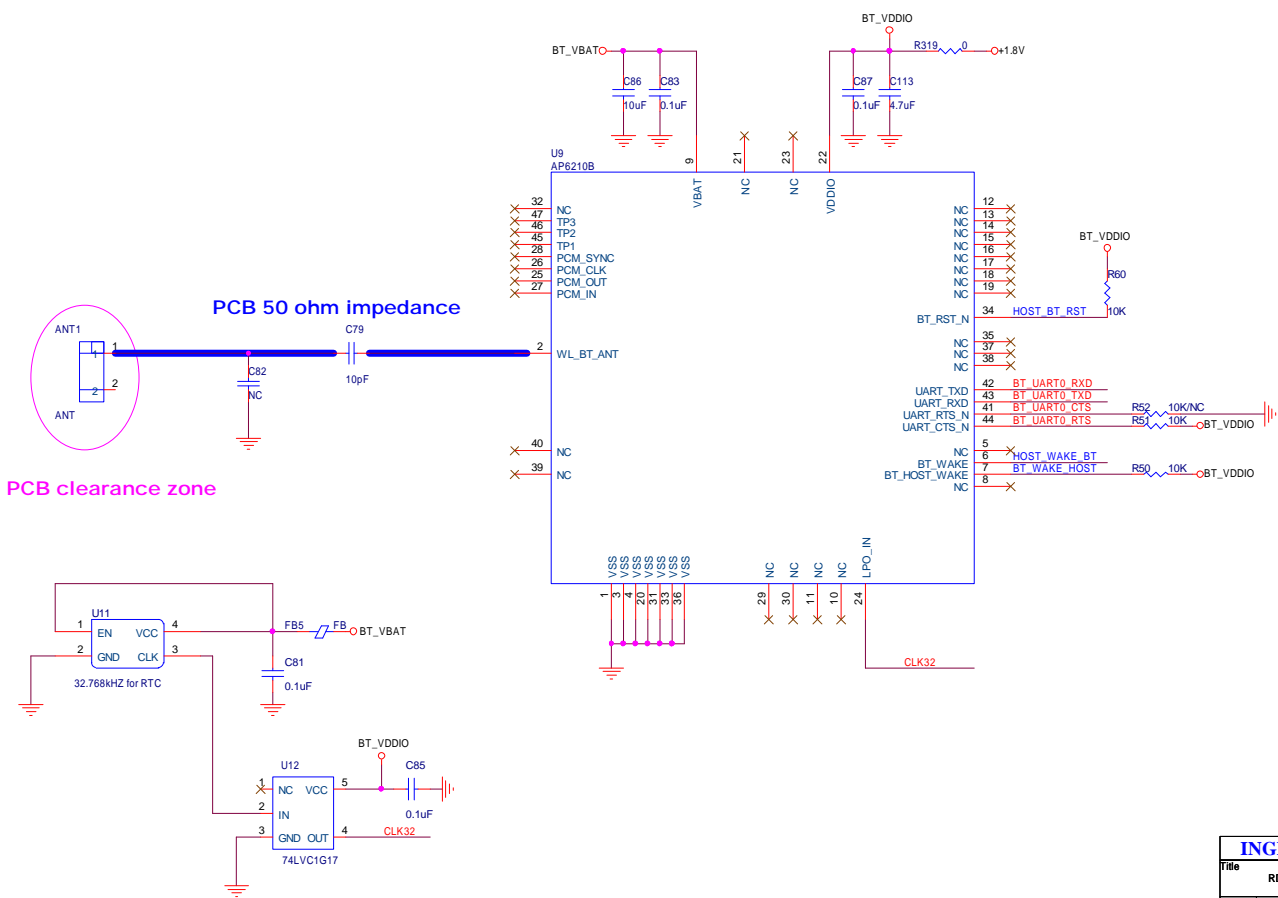 BT_VDDIO
BT_VBAT
R319 0
+1.8V
C86 C83 C87 C113
10uF 0.1uF 0.1uF 4.7uF
U9
AP6210B
9 21 23 22
VBAT NC NC VDDIO
32 NC
47 TP3
46 TP2
45 TP1
28 PCM_SYNC
26 PCM_CLK
25 PCM_OUT
27 PCM_IN
2 WL_BT_ANT
40 NC
39 NC
NC 12
NC 13
NC 14
NC 15
NC 16
NC 17
NC 18
NC 19
BT_VDDIO
R60
10K
BT_RST_N 34 HOST_BT_RST
NC 35
NC 37
NC 38
UART_TXD 42 BT_UART0_RXD
UART_RXD 43 BT_UART0_TXD
UART_RTS_N 41 BT_UART0_CTS R52 10K/NC
UART_CTS_N 44 BT_UART0_RTS R51 10K BT_VDDIO
NC 5
BT_WAKE 6 HOST_WAKE_BT
BT_HOST_WAKE 7 BT_WAKE_HOST R50 10K BT_VDDIO
NC 8
VSS VSS VSS VSS VSS VSS VSS NC NC NC NC LPO_IN
1 3 4 20 31 33 36 29 30 11 10 24
CLK32
PCB 50 ohm impedance
ANT1
1 1
2 2
ANT
C79
10pF
C82
NC
PCB clearance zone
U11
1 EN VCC 4
2 GND CLK 3
32.768kHZ for RTC
FB5 FB BT_VBAT
C81
0.1uF
BT_VDDIO
U12
C85
0.1uF
1 NC VCC 5
2 IN
3 GND OUT 4 CLK32
74LVC1G17
Title